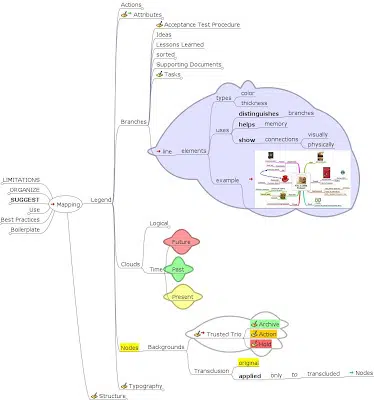 Actions
Attributes
Acceptance Test Procedure
Ideas
Lessons Learned
sorted
Supporting Documents
Tasks
Branches
line
elements
types
color
thickness
uses
distinguishes branches
helps memory
show connections
visually
physically
example
LIMITATIONS
ORGANIZE
SUGGEST
use
Best Practices
Boilerplate
Mapping
Legend
Clouds
Logical
Time
Future
Past
Present
Nodes
Backgrounds
Trusted Trio
Archive
Action
Hold
Transclusion
original
applied only to transcluded Nodes
Typography
Structure